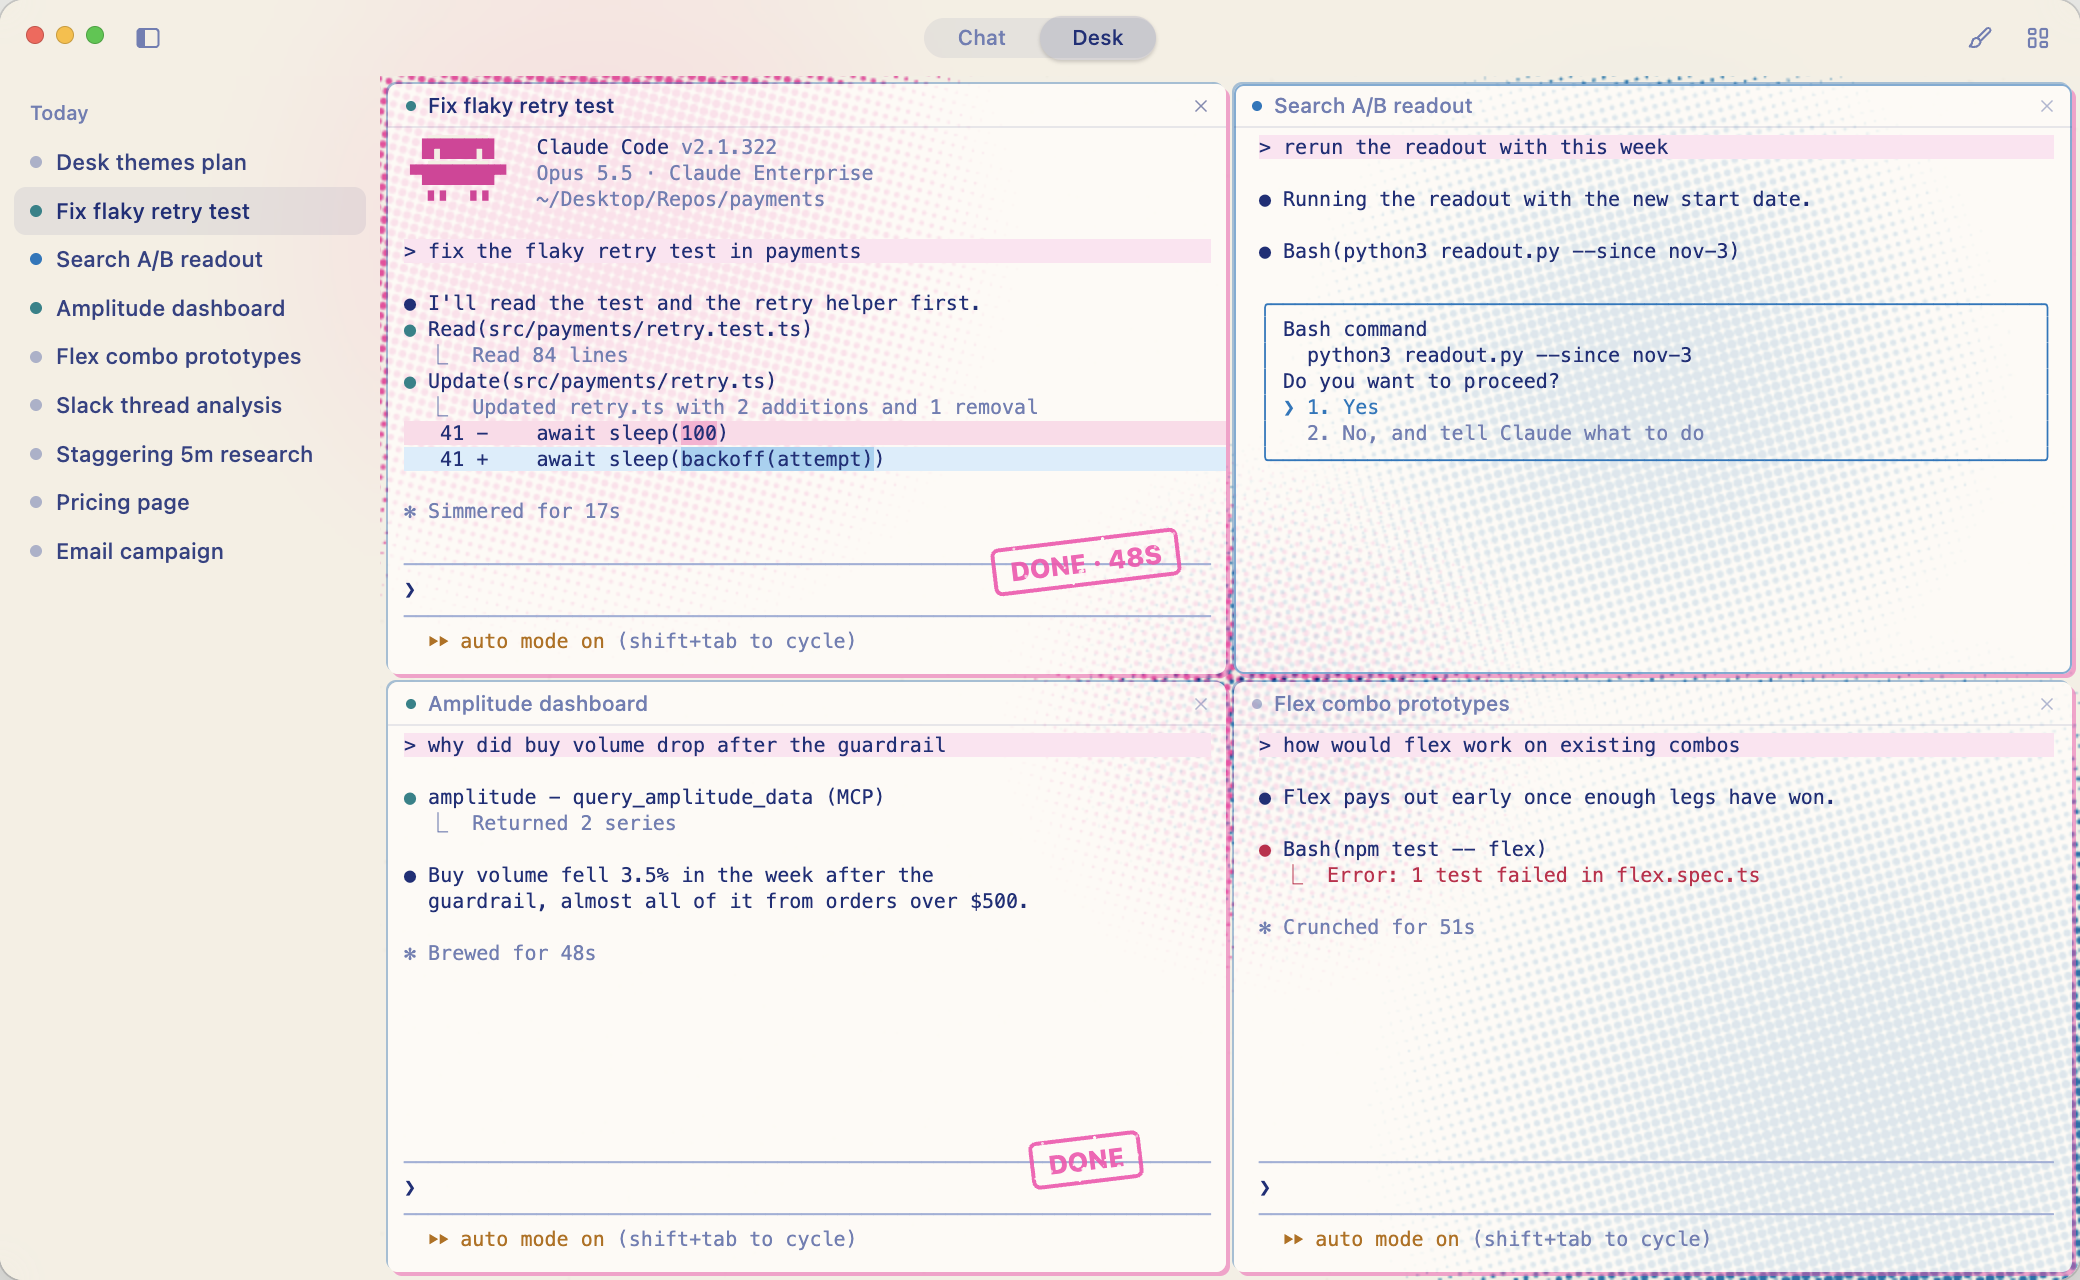 Chat
Desk
Today
Desk themes plan
Fix flaky retry test
Search A/B readout
Amplitude dashboard
Flex combo prototypes
Slack thread analysis
Staggering 5m research
Pricing page
Email campaign
Fix flaky retry test
Claude Code v2.1.322
Opus 5.5 · Claude Enterprise
~/Desktop/Repos/payments
> fix the flaky retry test in payments
● I'll read the test and the retry helper first.
● Read(src/payments/retry.test.ts)
⎿ Read 84 lines
● Update(src/payments/retry.ts)
⎿ Updated retry.ts with 2 additions and 1 removal
41 - await sleep(100)
41 + await sleep(backoff(attempt))
✻ Simmered for 17s
DONE · 48S
❯
▸▸ auto mode on (shift+tab to cycle)
Search A/B readout
> rerun the readout with this week
● Running the readout with the new start date.
● Bash(python3 readout.py --since nov-3)
Bash command
python3 readout.py --since nov-3
Do you want to proceed?
❯ 1. Yes
2. No, and tell Claude what to do
Amplitude dashboard
> why did buy volume drop after the guardrail
● amplitude - query_amplitude_data (MCP)
⎿ Returned 2 series
● Buy volume fell 3.5% in the week after the
guardrail, almost all of it from orders over $500.
✻ Brewed for 48s
DONE
❯
▸▸ auto mode on (shift+tab to cycle)
Flex combo prototypes
> how would flex work on existing combos
● Flex pays out early once enough legs have won.
● Bash(npm test -- flex)
⎿ Error: 1 test failed in flex.spec.ts
✻ Crunched for 51s
❯
▸▸ auto mode on (shift+tab to cycle)